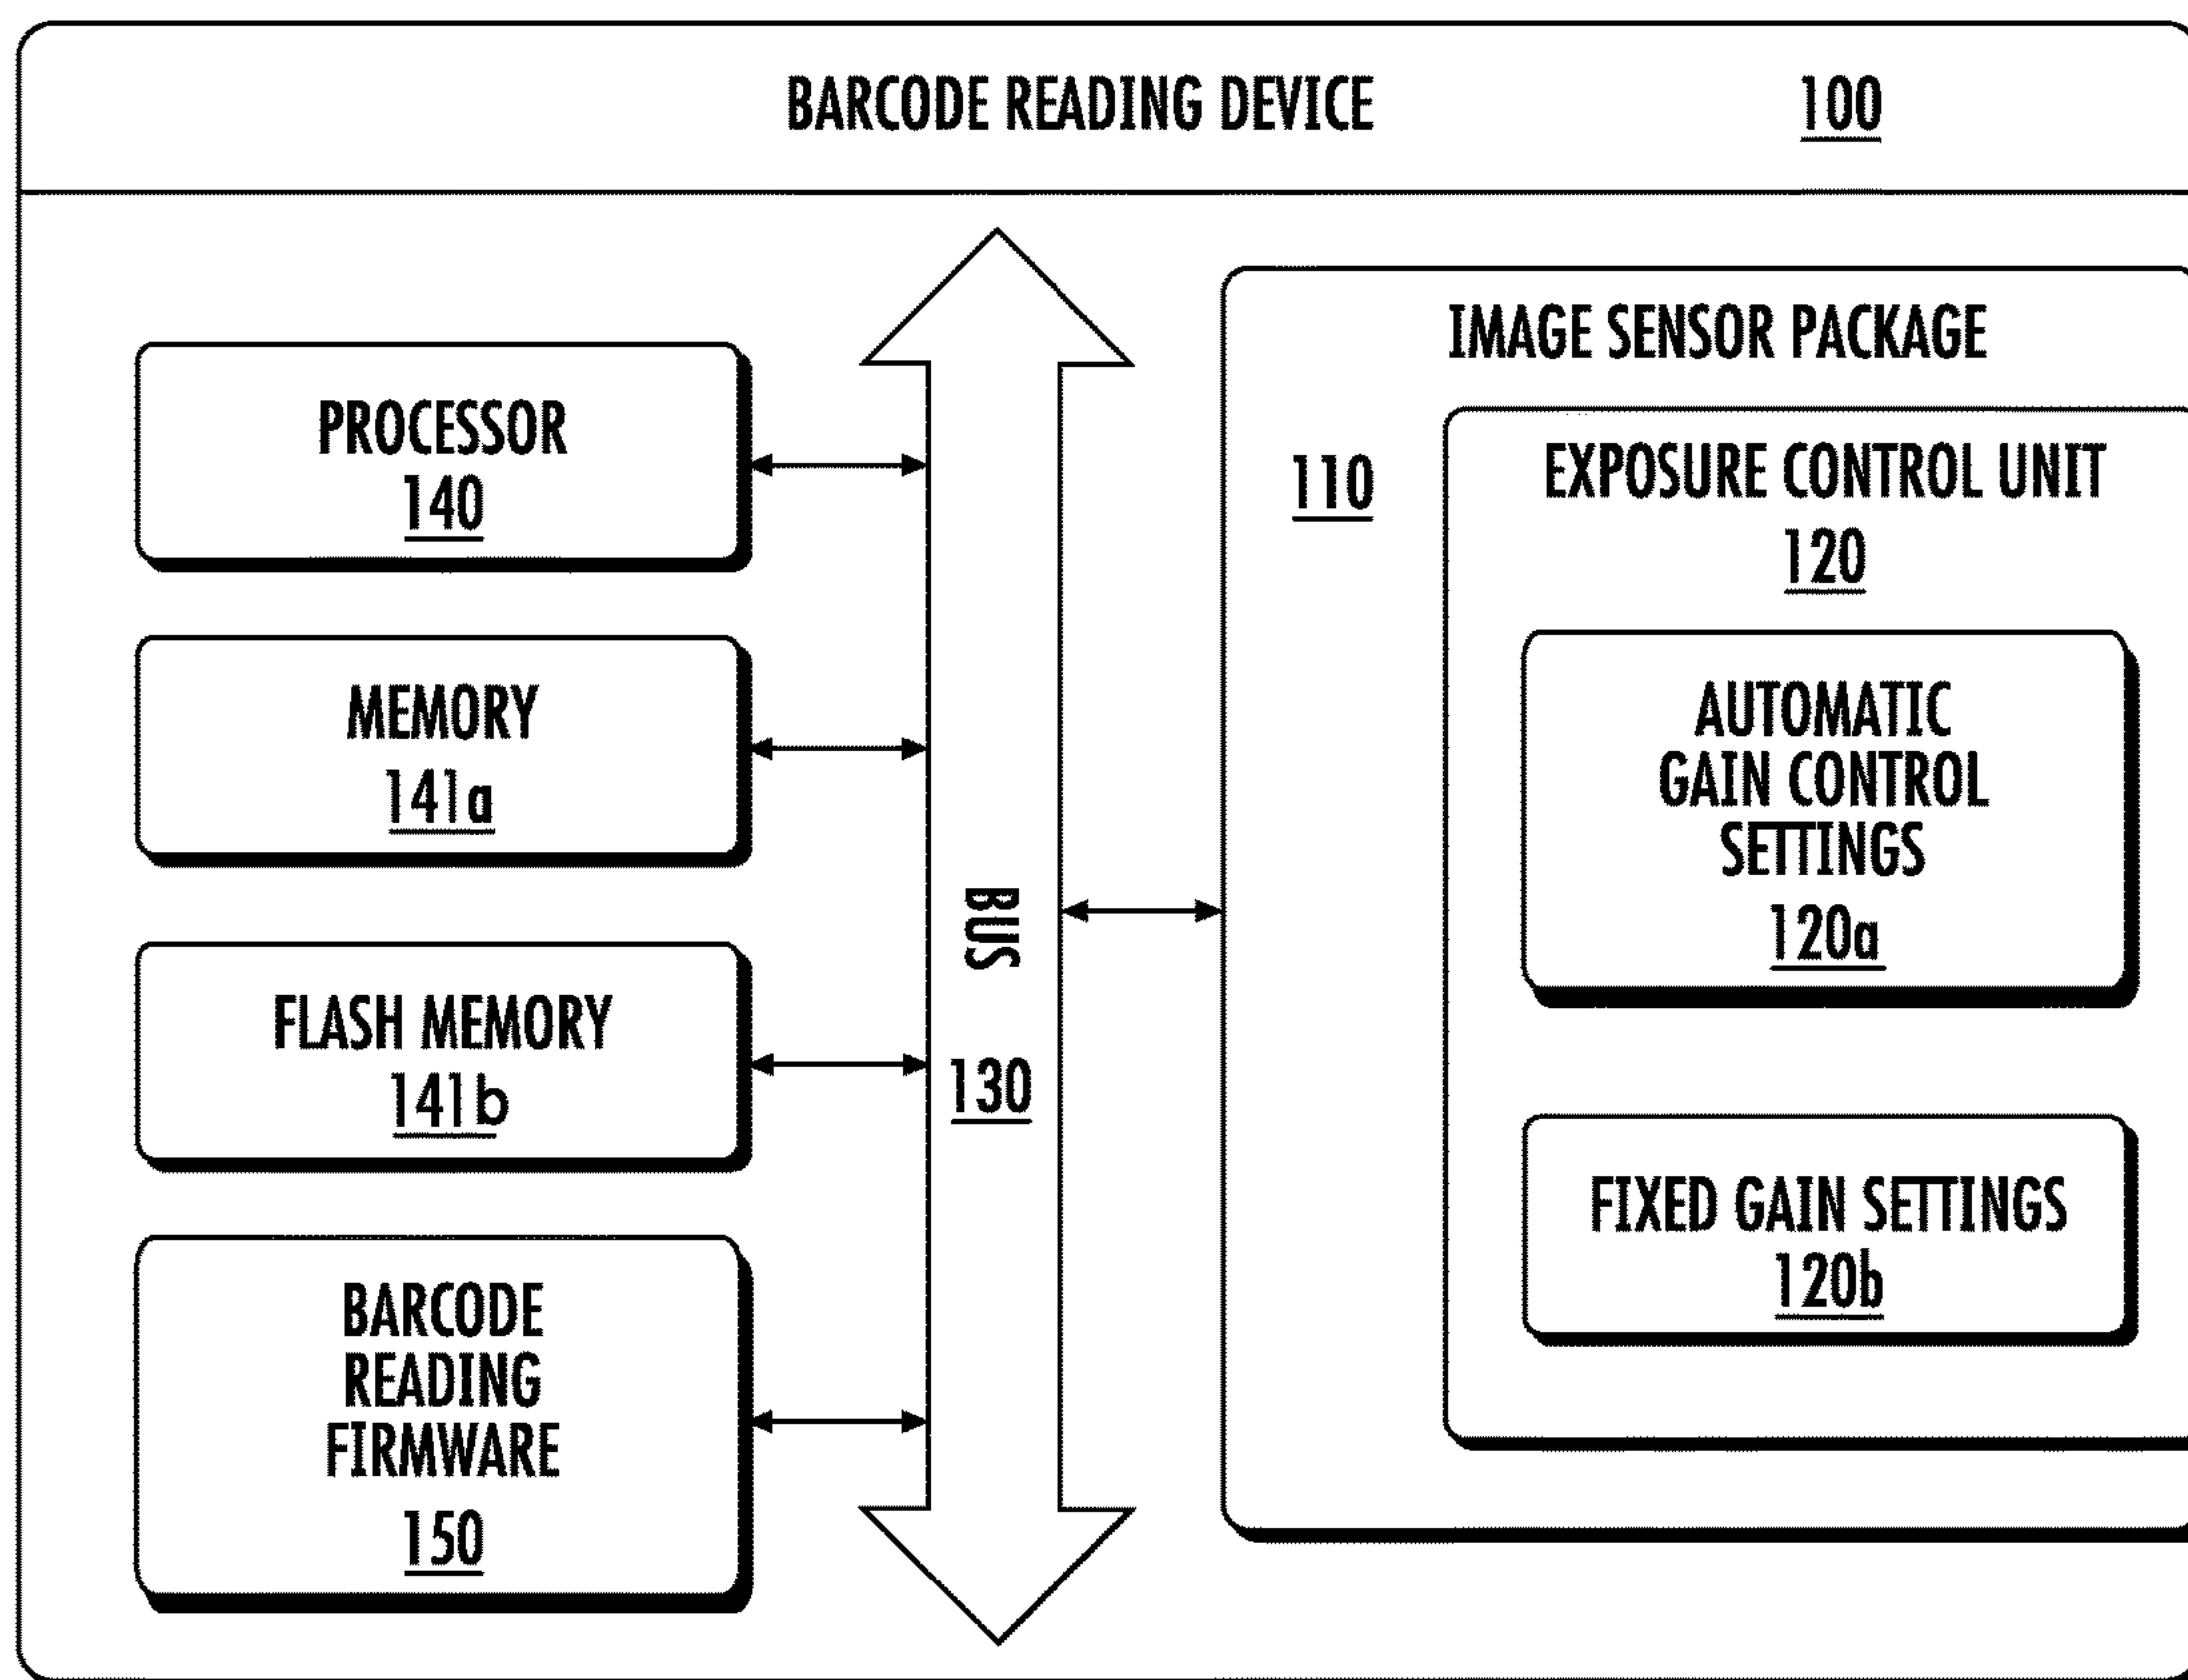 BARCODE READING DEVICE 100
PROCESSOR
140
MEMORY
141a
FLASH MEMORY
141b
BARCODE
READING
FIRMWARE
150
BUS
130
IMAGE SENSOR PACKAGE
110
EXPOSURE CONTROL UNIT
120
AUTOMATIC
GAIN CONTROL
SETTINGS
120a
FIXED GAIN SETTINGS
120b